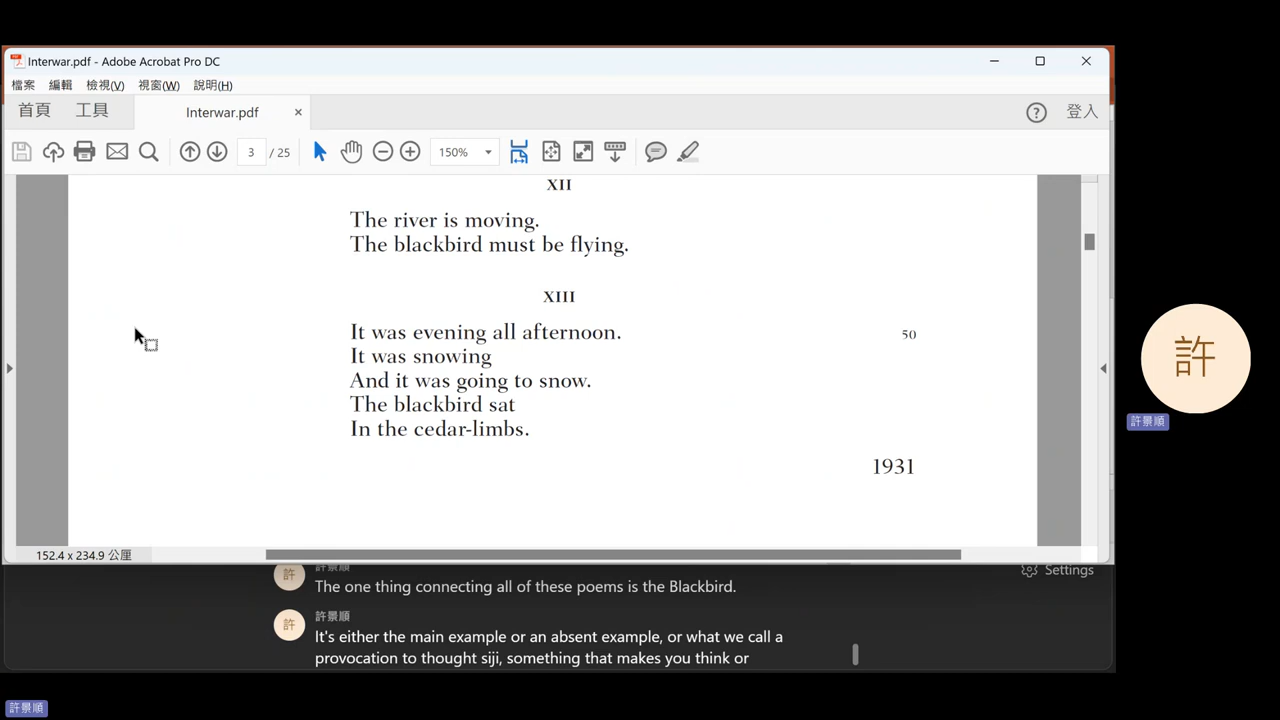 Interwar.pdf - Adobe Acrobat Pro DC
檔案 編輯 檢視(V) 視窗(W) 說明(H)
首頁 工具 Interwar.pdf × ? 登入
3 / 25 150%
XII
The river is moving.
The blackbird must be flying.
XIII
It was evening all afternoon. 50
It was snowing
And it was going to snow.
The blackbird sat
In the cedar-limbs.
1931
152.4 x 234.9 公厘
許 許景順
The one thing connecting all of these poems is the Blackbird.
Settings
許 許景順
It's either the main example or an absent example, or what we call a
provocation to thought siji, something that makes you think or
許
許景順
許景順